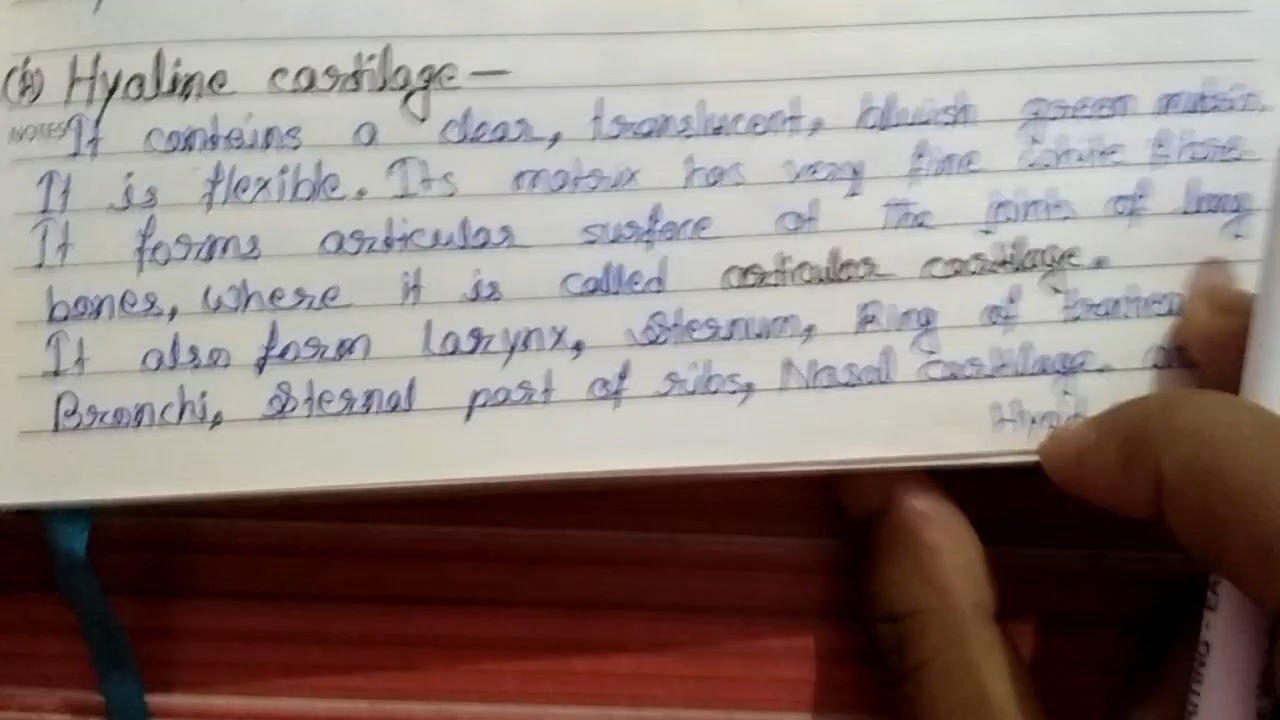 (i) Hyaline cartilage —
NOTES It contains a clear, translucent, bluish green matrix.
It is flexible. Its matrix has very fine white fibres.
It forms articular surface of the joints of long
bones, where it is called articular cartilage.
It also form larynx, Sternum, Ring of trachea
Bronchi, Sternal part of ribs, Nasal cartilage.
Hyoid